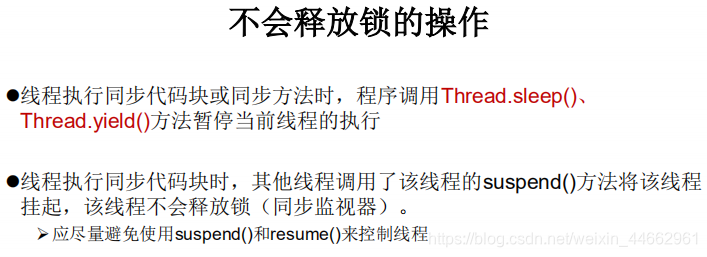 不会释放锁的操作
●线程执行同步代码块或同步方法时，程序调用Thread.sleep()、
Thread.yield()方法暂停当前线程的执行
●线程执行同步代码块时，其他线程调用了该线程的suspend()方法将该线程
挂起，该线程不会释放锁（同步监视器）。
➢应尽量避免使用suspend()和resume()来控制线程
https://blog.csdn.net/weixin_44662961